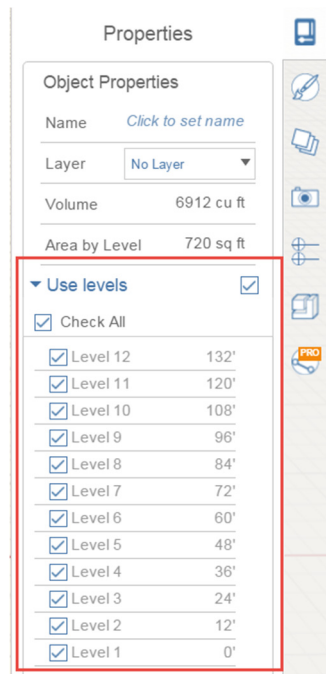 Properties
Object Properties
Name Click to set name
Layer No Layer
Volume 6912 cu ft
Area by Level 720 sq ft
Use levels
Check All
Level 12 132'
Level 11 120'
Level 10 108'
Level 9 96'
Level 8 84'
Level 7 72'
Level 6 60'
Level 5 48'
Level 4 36'
Level 3 24'
Level 2 12'
Level 1 0'
PRO